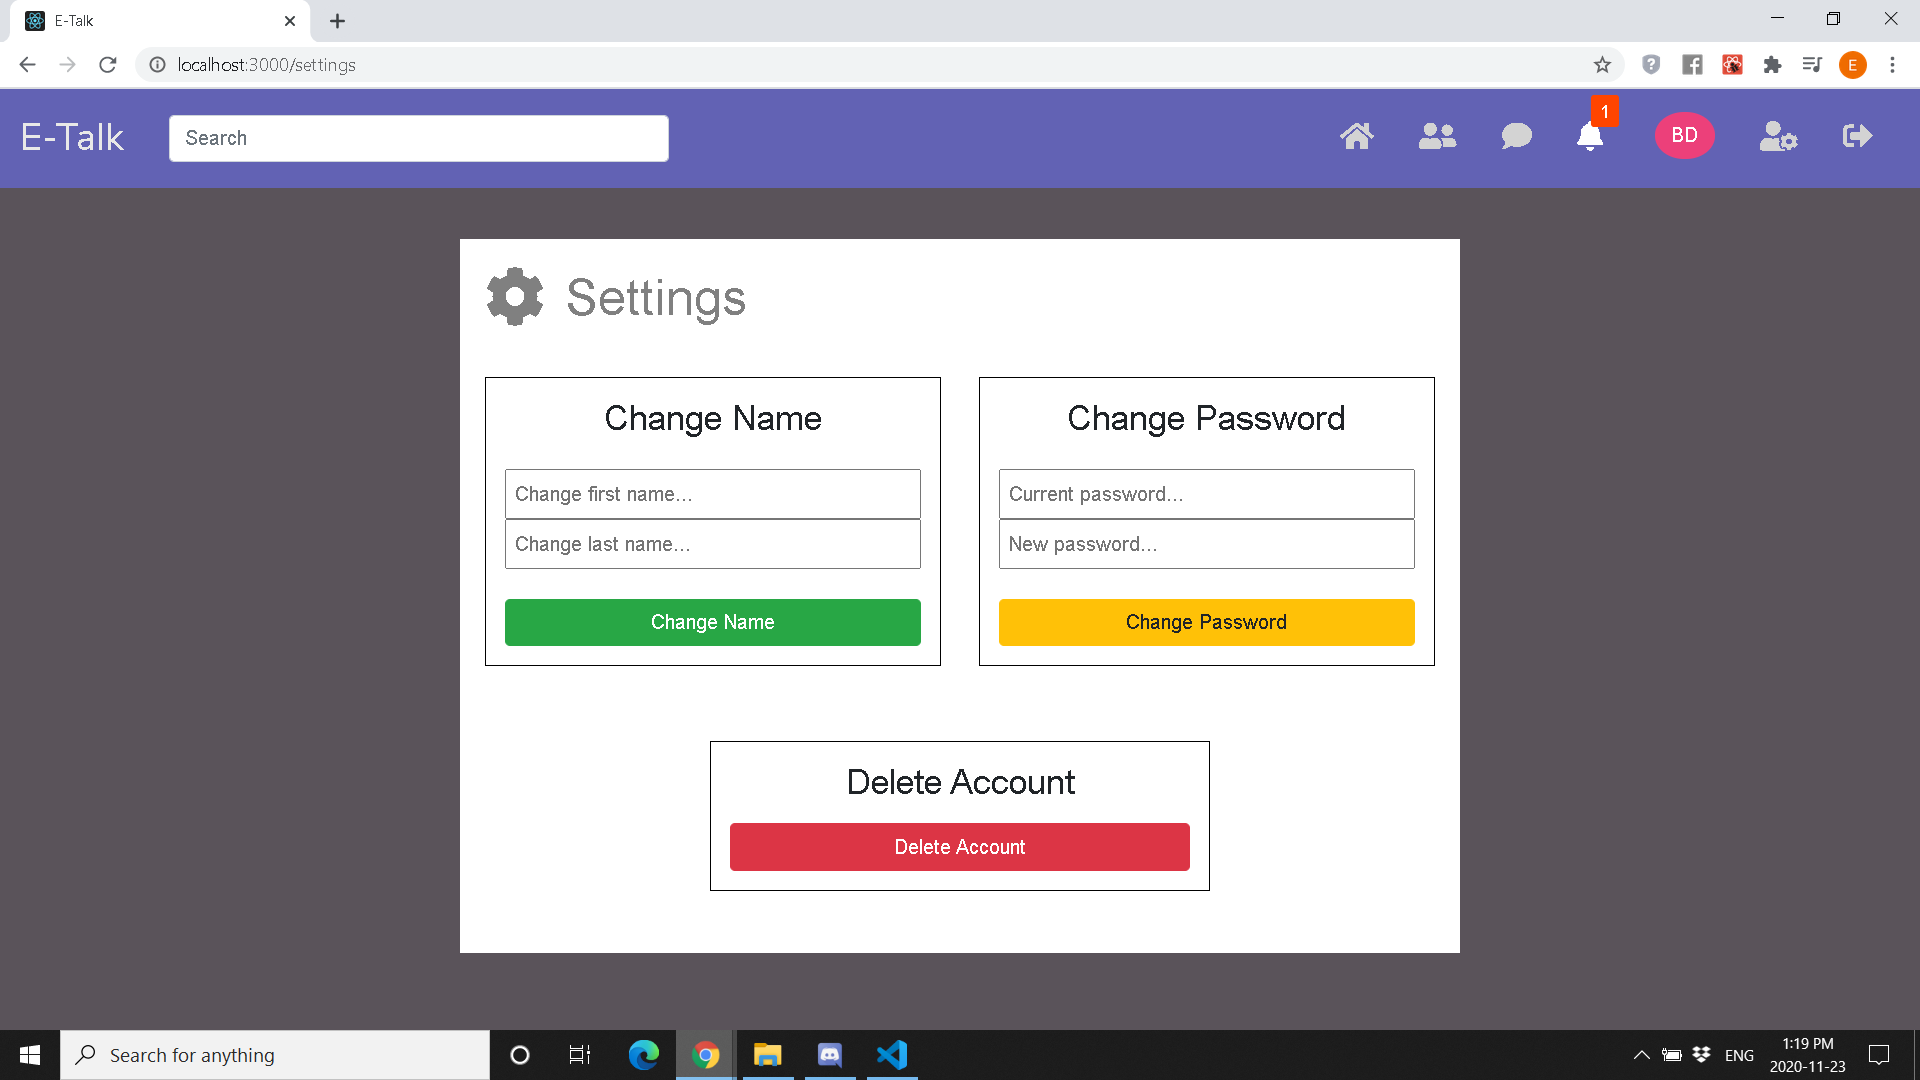 E-Talk
localhost:3000/settings
E
E-Talk
Search
1
BD
Settings
Change Name
Change Password
Change first name...
Current password...
Change last name...
New password...
Change Name
Change Password
Delete Account
Delete Account
Search for anything
ENG
1:19 PM
2020-11-23